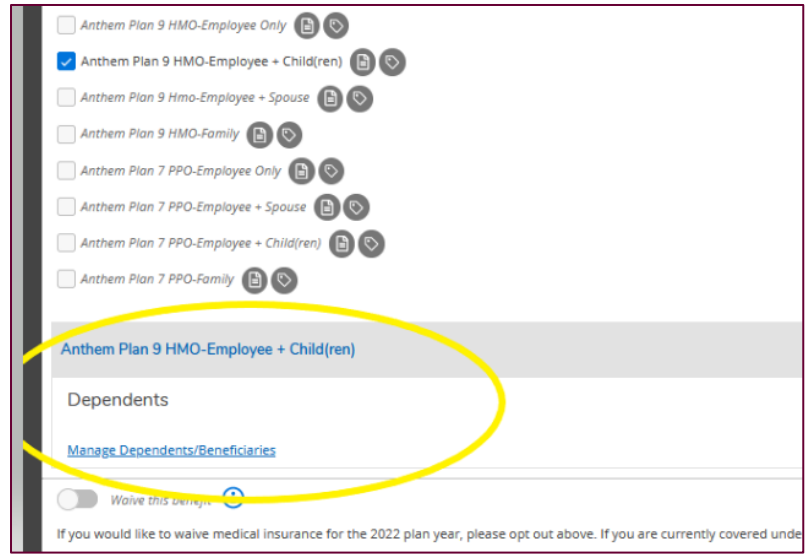 Anthem Plan 9 HMO-Employee Only
Anthem Plan 9 HMO-Employee + Child(ren)
Anthem Plan 9 Hmo-Employee + Spouse
Anthem Plan 9 HMO-Family
Anthem Plan 7 PPO-Employee Only
Anthem Plan 7 PPO-Employee + Spouse
Anthem Plan 7 PPO-Employee + Child(ren)
Anthem Plan 7 PPO-Family
Anthem Plan 9 HMO-Employee + Child(ren)
Dependents
Manage Dependents/Beneficiaries
Waive this benefit
If you would like to waive medical insurance for the 2022 plan year, please opt out above. If you are currently covered unde